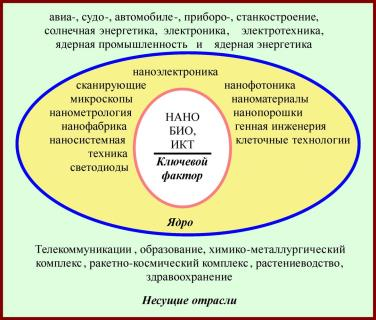 авиа-, судо-, автомобиле-, приборо-, станкостроение,
солнечная энергетика, электроника, электротехника,
ядерная промышленность и ядерная энергетика
наноэлектроника
сканирующие
микроскопы
нанометрология
нанофабрика
наносистемная
техника
светодиоды
НАНО
БИО,
ИКТ
Ключевой
фактор
нанофотоника
наноматериалы
нанопорошки
генная инженерия
клеточные технологии
Ядро
Телекоммуникации, образование, химико-металлургический
комплекс, ракетно-космический комплекс, растениеводство,
здравоохранение
Несущие отрасли